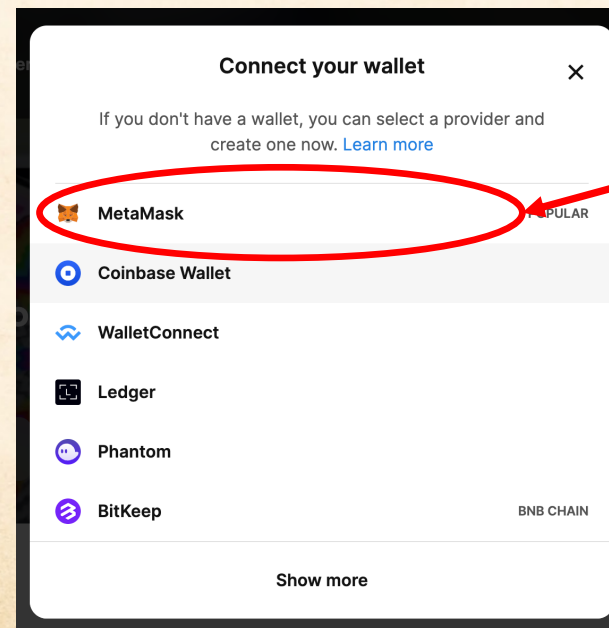 Connect your wallet
If you don't have a wallet, you can select a provider and
create one now. Learn more
MetaMask POPULAR
Coinbase Wallet
WalletConnect
Ledger
Phantom
BitKeep BNB CHAIN
Show more